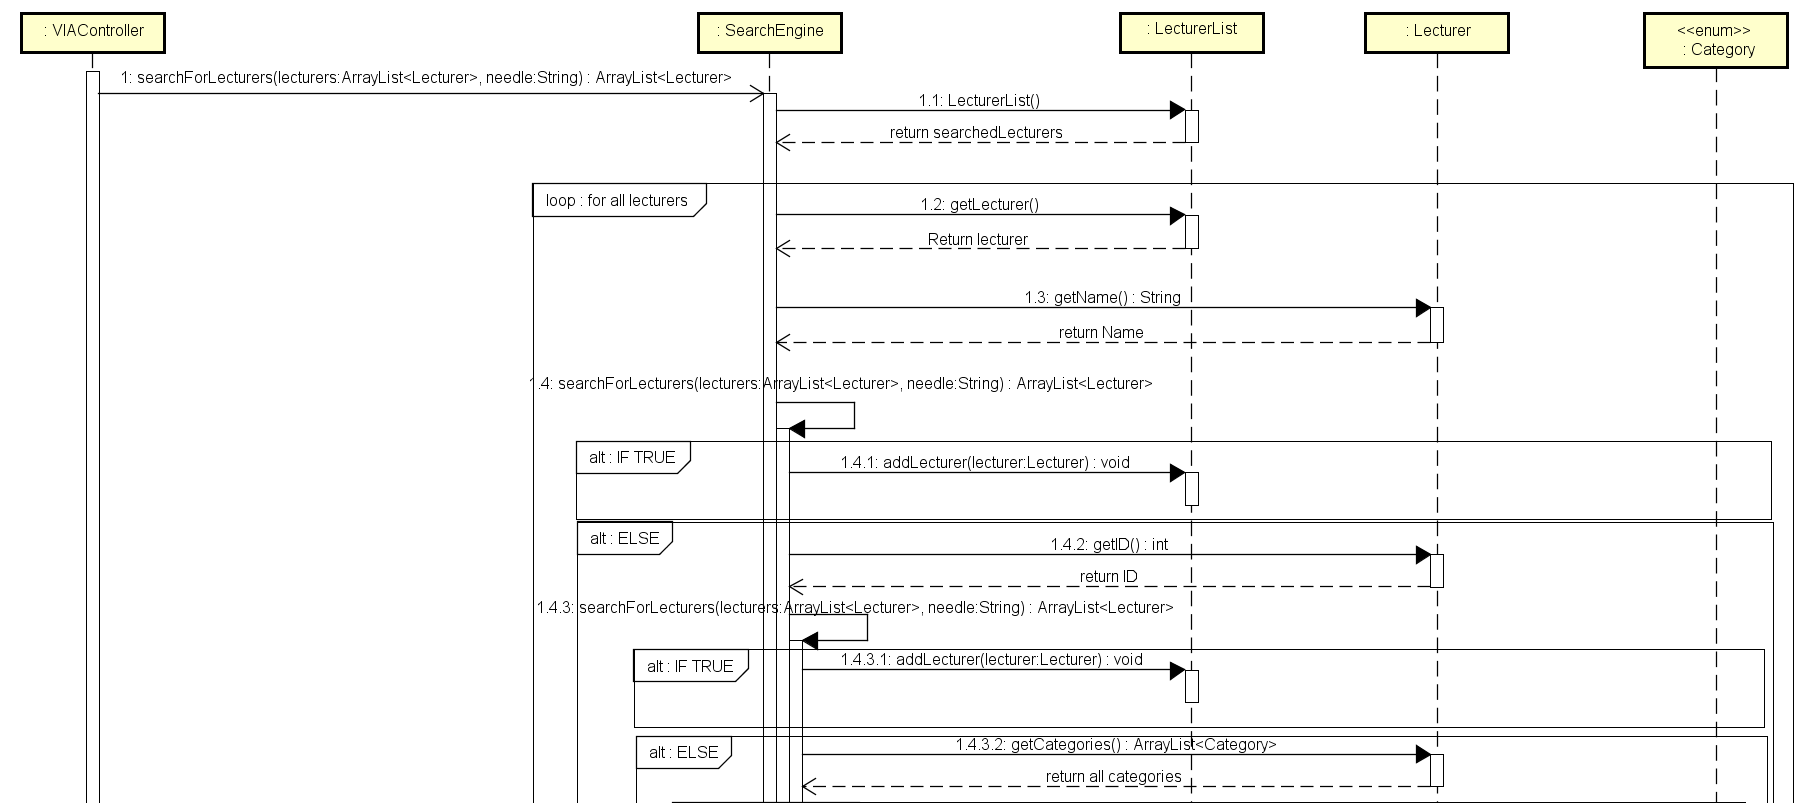 : VIAController
: SearchEngine
: LecturerList
: Lecturer
<<enum>>
: Category
1: searchForLecturers(lecturers:ArrayList<Lecturer>, needle:String) : ArrayList<Lecturer>
1.1: LecturerList()
return searchedLecturers
loop : for all lecturers
1.2: getLecturer()
Return lecturer
1.3: getName() : String
return Name
1.4: searchForLecturers(lecturers:ArrayList<Lecturer>, needle:String) : ArrayList<Lecturer>
alt : IF TRUE
1.4.1: addLecturer(lecturer:Lecturer) : void
alt : ELSE
1.4.2: getID() : int
return ID
1.4.3: searchForLecturers(lecturers:ArrayList<Lecturer>, needle:String) : ArrayList<Lecturer>
alt : IF TRUE
1.4.3.1: addLecturer(lecturer:Lecturer) : void
alt : ELSE
1.4.3.2: getCategories() : ArrayList<Category>
return all categories